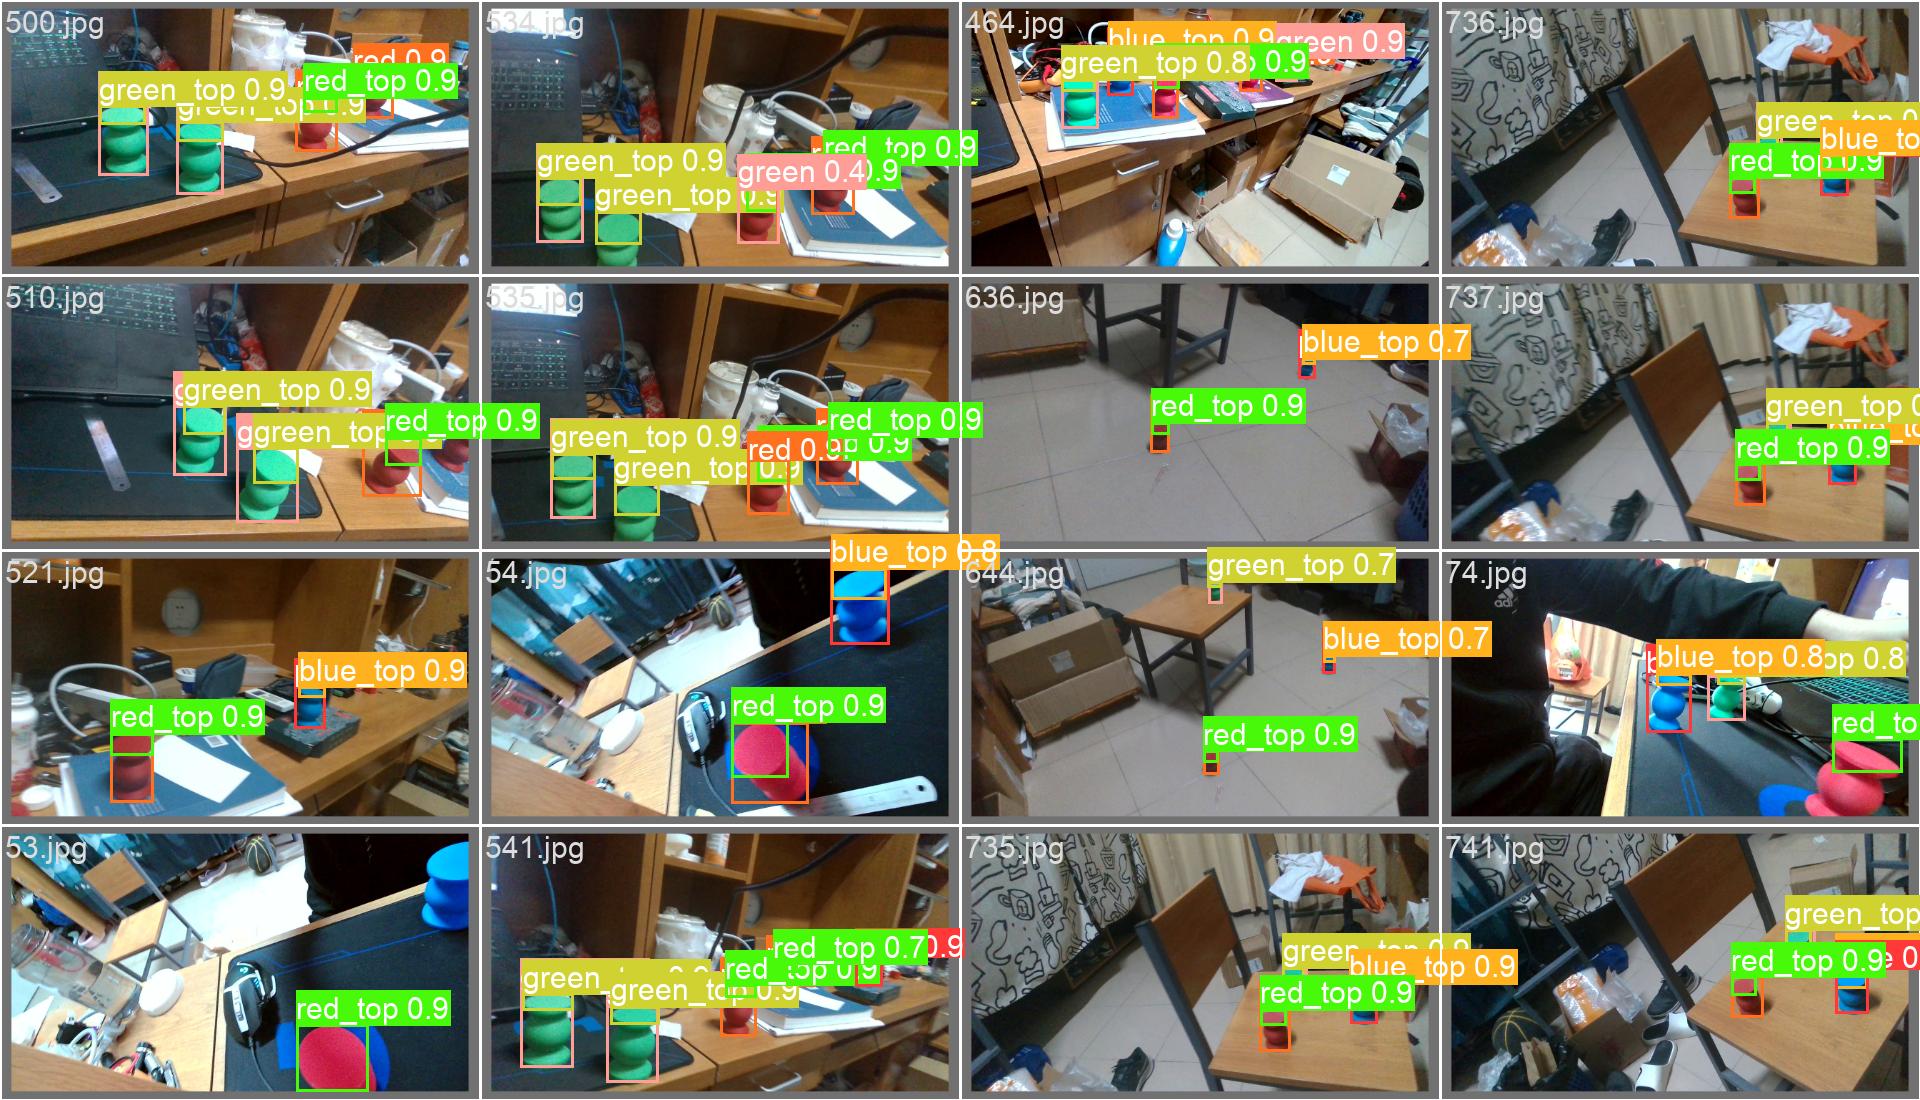 500.jpg
red 0.9
red_top 0.9
green_top 0.9
green_top 0.9
534.jpg
red_top 0.9
green_top 0.9
green 0.4
0.9
green_top 0.9
464.jpg
blue_top 0.9
green 0.9
green_top 0.8
0.9
736.jpg
green_top 0
blue_to
red_top 0.9
510.jpg
green_top 0.9
green_top
red_top 0.9
535.jpg
red_top 0.9
green_top 0.9
red 0.9
0.9
green_top 0.9
636.jpg
blue_top 0.7
red_top 0.9
737.jpg
green_top 0
red_top 0.9
521.jpg
blue_top 0.9
red_top 0.9
54.jpg
blue_top 0.8
red_top 0.9
644.jpg
green_top 0.7
blue_top 0.7
red_top 0.9
74.jpg
adidas
blue_top 0.8
op 0.8
red_to
53.jpg
red_top 0.9
541.jpg
red_top 0.7
0.9
red_top 0.9
green_top 0.9
green_top 0.9
735.jpg
green_top 0.9
blue_top 0.9
red_top 0.9
741.jpg
green_top
red_top 0.9
e 0